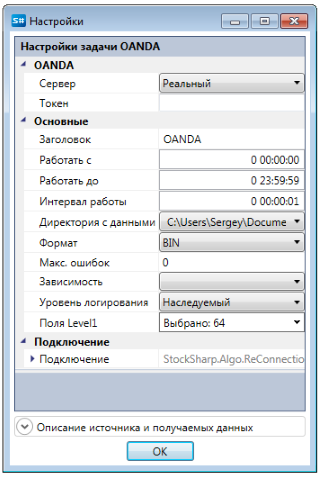 S# Настройки
Настройки задачи OANDA
OANDA
Сервер Реальный
Токен
Основные
Заголовок OANDA
Работать с 0 00:00:00
Работать до 0 23:59:59
Интервал работы 0 00:00:01
Директория с данными C:\Users\Sergey\Docume
Формат BIN
Макс. ошибок 0
Зависимость
Уровень логирования Наследуемый
Поля Level1 Выбрано: 64
Подключение
Подключение StockSharp.Algo.ReConnectio
Описание источника и получаемых данных
OK